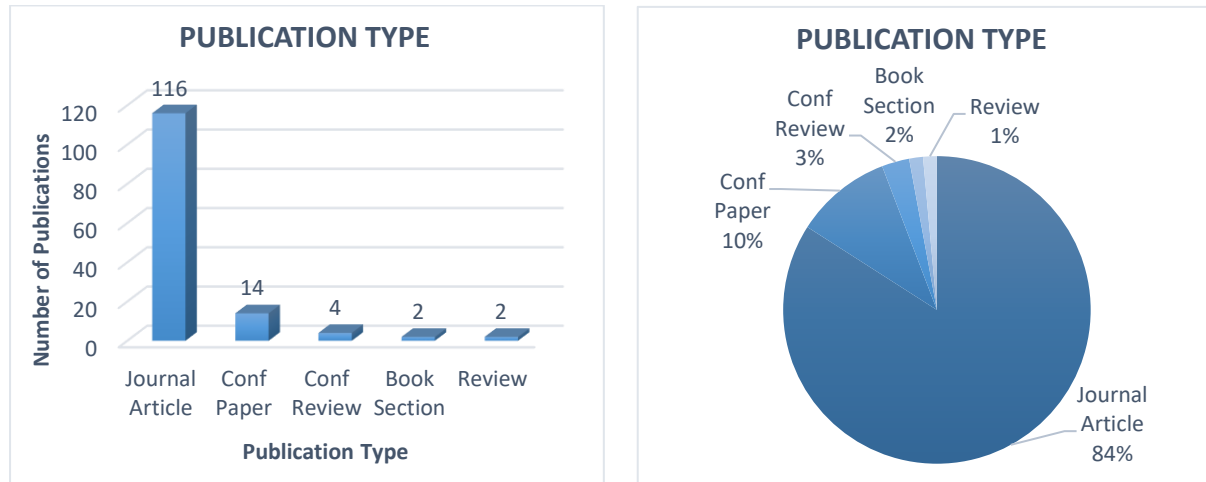 PUBLICATION TYPE
116
120
100
80
60
40
20
0
14
4
2
2
Number of Publications
Journal
Article
Conf
Paper
Conf
Review
Book
Section
Review
Publication Type
PUBLICATION TYPE
Book
Section
2%
Review
1%
Conf
Review
3%
Conf
Paper
10%
Journal
Article
84%